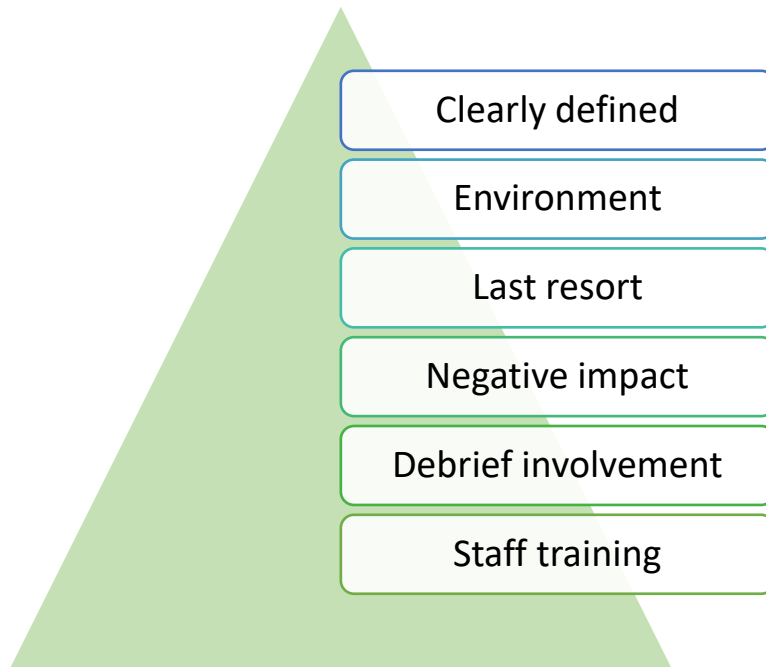 Clearly defined
Environment
Last resort
Negative impact
Debrief involvement
Staff training